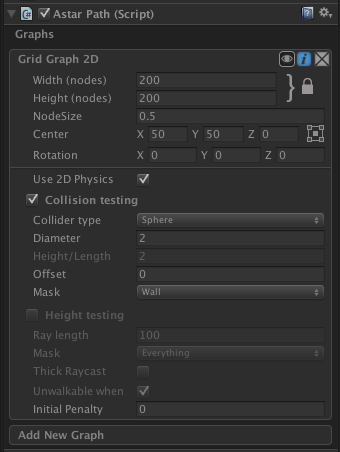 Astar Path (Script)
Graphs
Grid Graph 2D
Width (nodes) 200
Height (nodes) 200
NodeSize 0.5
Center X 50 Y 50 Z 0
Rotation X 0 Y 0 Z 0
Use 2D Physics
Collision testing
Collider type Sphere
Diameter 2
Height/Length 2
Offset 0
Mask Wall
Height testing
Ray length 100
Mask Everything
Thick Raycast
Unwalkable when
Initial Penalty 0
Add New Graph